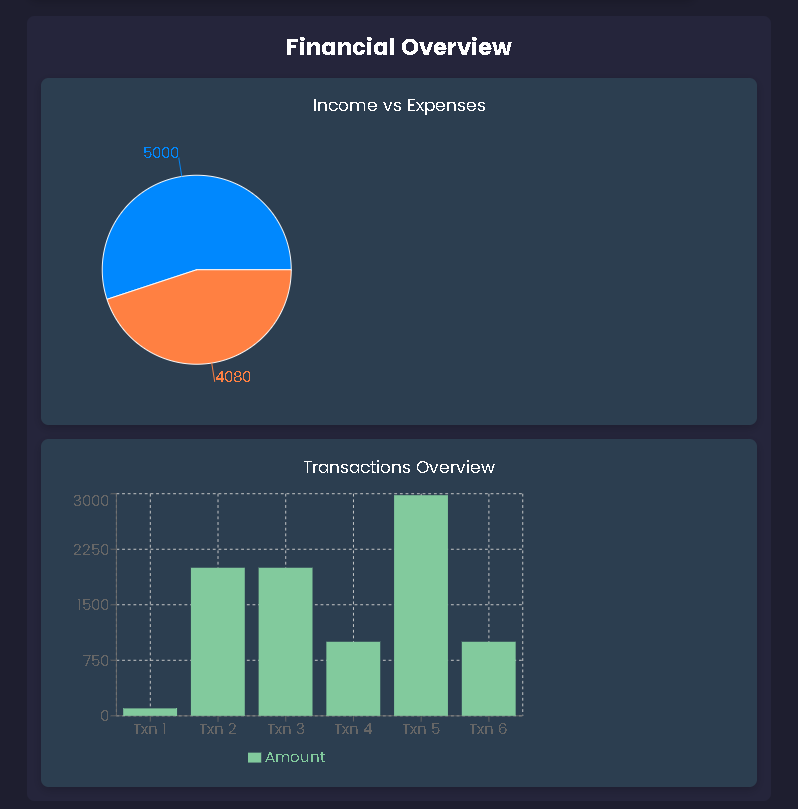 Financial Overview
Income vs Expenses
5000
4080
Transactions Overview
3000
2250
1500
750
0
Txn 1 Txn 2 Txn 3 Txn 4 Txn 5 Txn 6
Amount